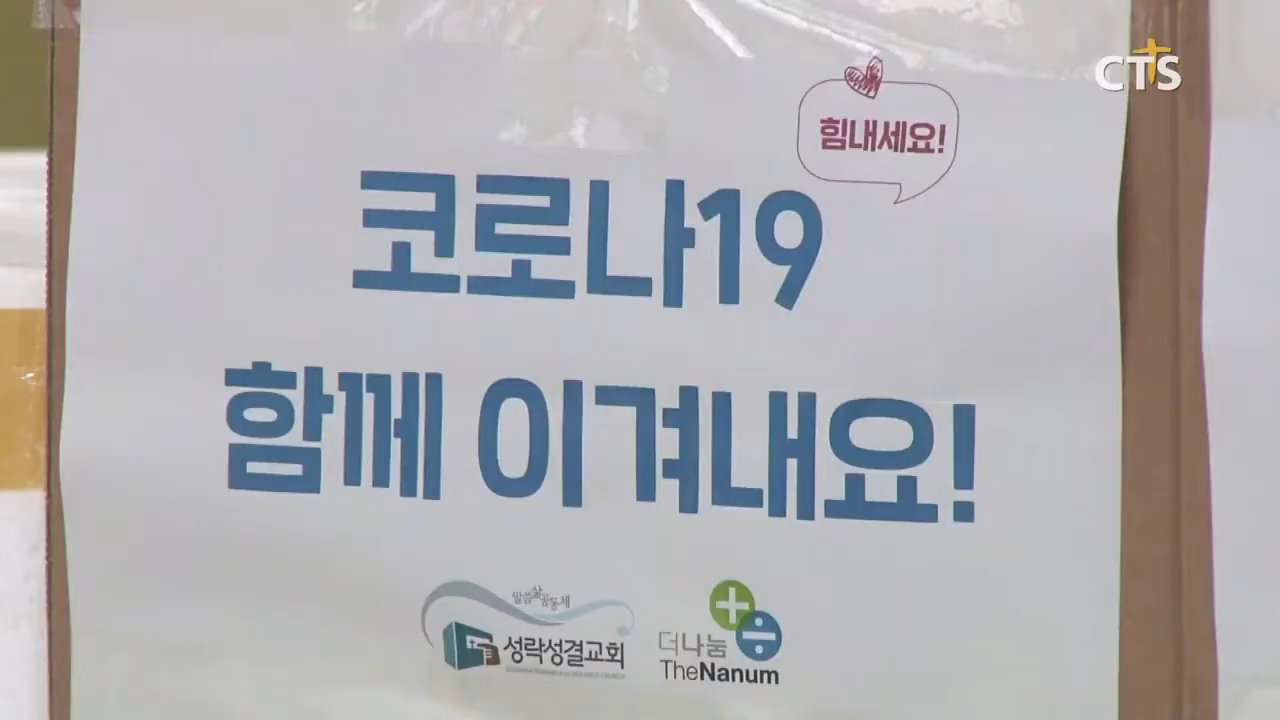 CTS
힘내세요!
코로나19
함께 이겨내요!
말씀삶공동체
성락성결교회
더나눔
TheNanum